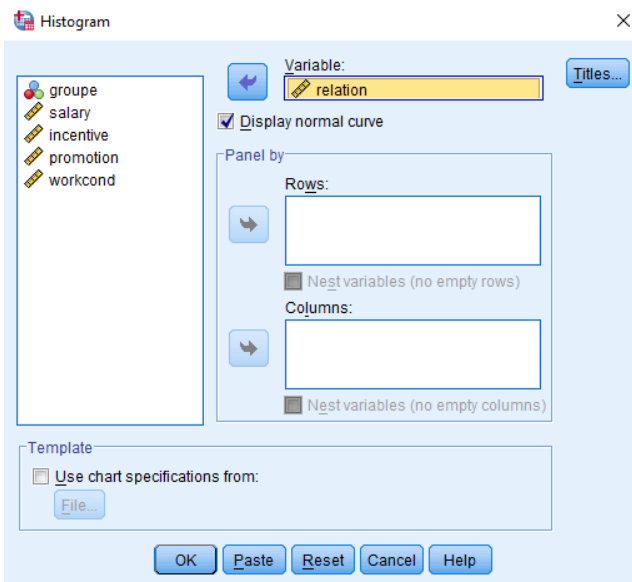 Histogram
groupe
salary
incentive
promotion
workcond
Variable:
relation
Titles...
Display normal curve
Panel by
Rows:
Nest variables (no empty rows)
Columns:
Nest variables (no empty columns)
Template
Use chart specifications from:
File...
OK Paste Reset Cancel Help